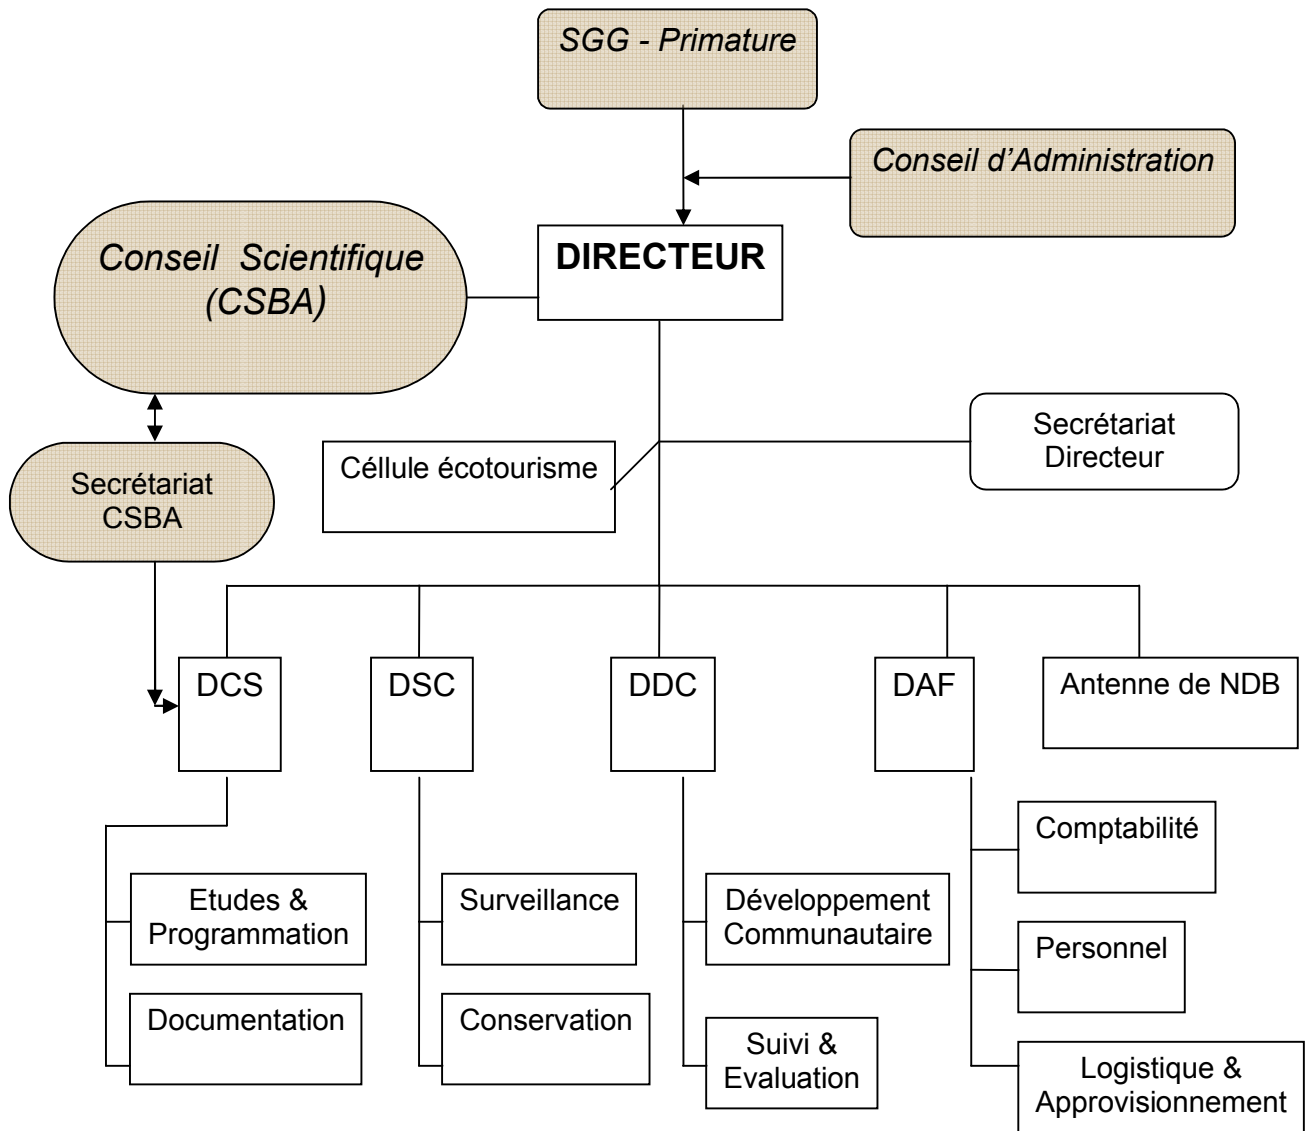 SGG - Primature
Conseil d'Administration
DIRECTEUR
Conseil Scientifique
(CSBA)
Secrétariat
Directeur
Céllule écotourisme
Secrétariat
CSBA
DCS
DSC
DDC
DAF
Antenne de NDB
Comptabilité
Etudes &
Programmation
Surveillance
Développement
Communautaire
Personnel
Documentation
Conservation
Suivi &
Evaluation
Logistique &
Approvisionnement